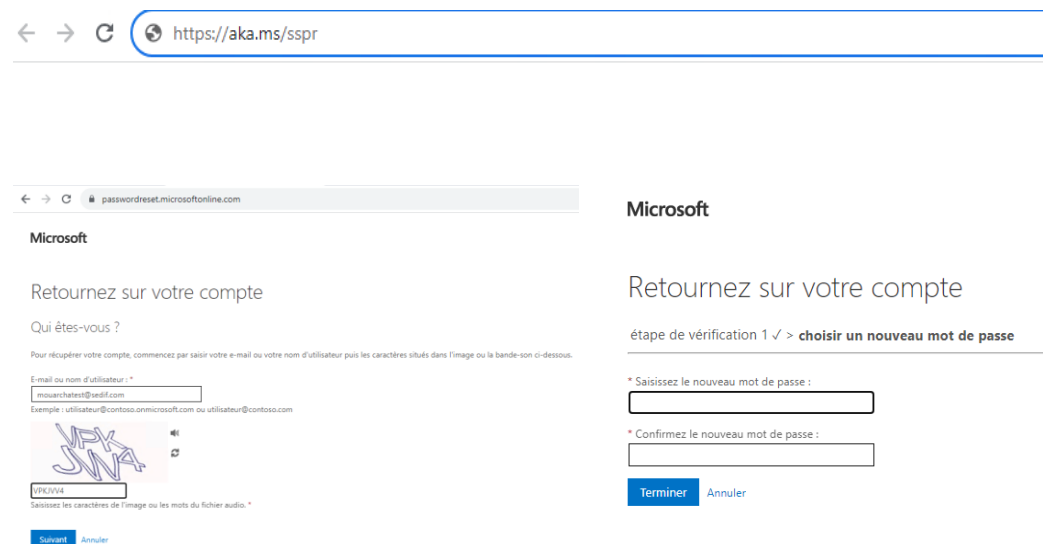 https://aka.ms/sspr
passwordreset.microsoftonline.com
Microsoft
Retournez sur votre compte
Qui êtes-vous ?
Pour récupérer votre compte, commencez par saisir votre e-mail ou votre nom d'utilisateur puis les caractères situés dans l'image ou la bande-son ci-dessous.
E-mail ou nom d'utilisateur : *
mouarchatest@sedif.com
Exemple : utilisateur@contoso.onmicrosoft.com ou utilisateur@contoso.com
VPK
JVV4
VPKJVV4
Saisissez les caractères de l'image ou les mots du fichier audio. *
Suivant Annuler
Microsoft
Retournez sur votre compte
étape de vérification 1 ✓ > choisir un nouveau mot de passe
* Saisissez le nouveau mot de passe :
* Confirmez le nouveau mot de passe :
Terminer Annuler